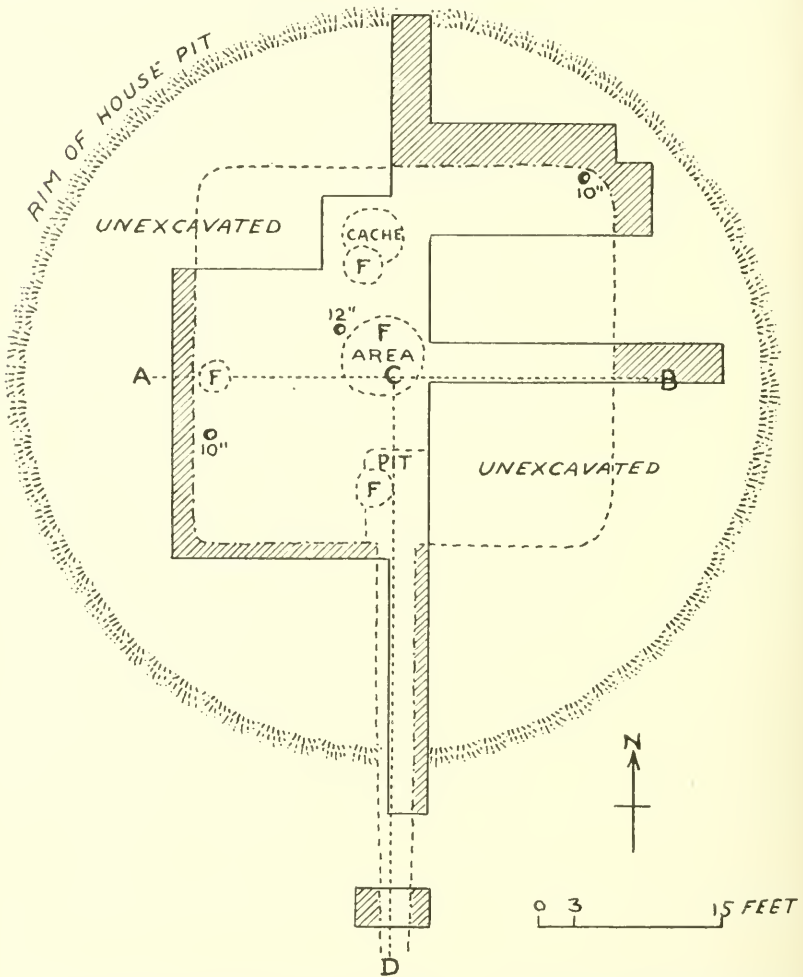 RIM OF HOUSE PIT
10"
UNEXCAVATED
CACHE
F
12"
F
AREA
A
F
C
B
10"
PIT
F
UNEXCAVATED
N
0 3 15 FEET
D